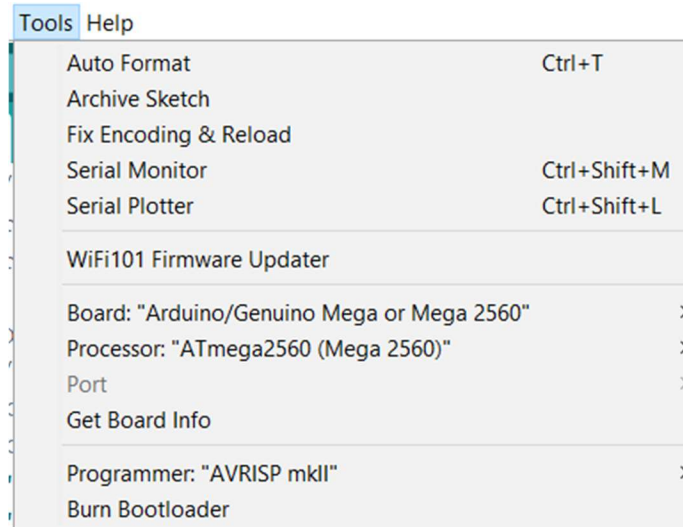 Tools Help
Auto Format Ctrl+T
Archive Sketch
Fix Encoding & Reload
Serial Monitor Ctrl+Shift+M
Serial Plotter Ctrl+Shift+L
WiFi101 Firmware Updater
Board: "Arduino/Genuino Mega or Mega 2560"
Processor: "ATmega2560 (Mega 2560)"
Port
Get Board Info
Programmer: "AVRISP mkII"
Burn Bootloader